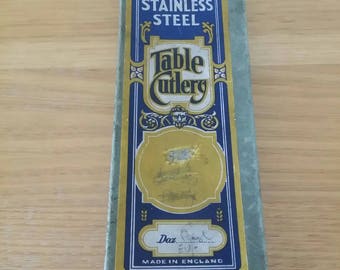 STAINLESS
STEEL
Table
Cutlery
Doz
MADE IN ENGLAND